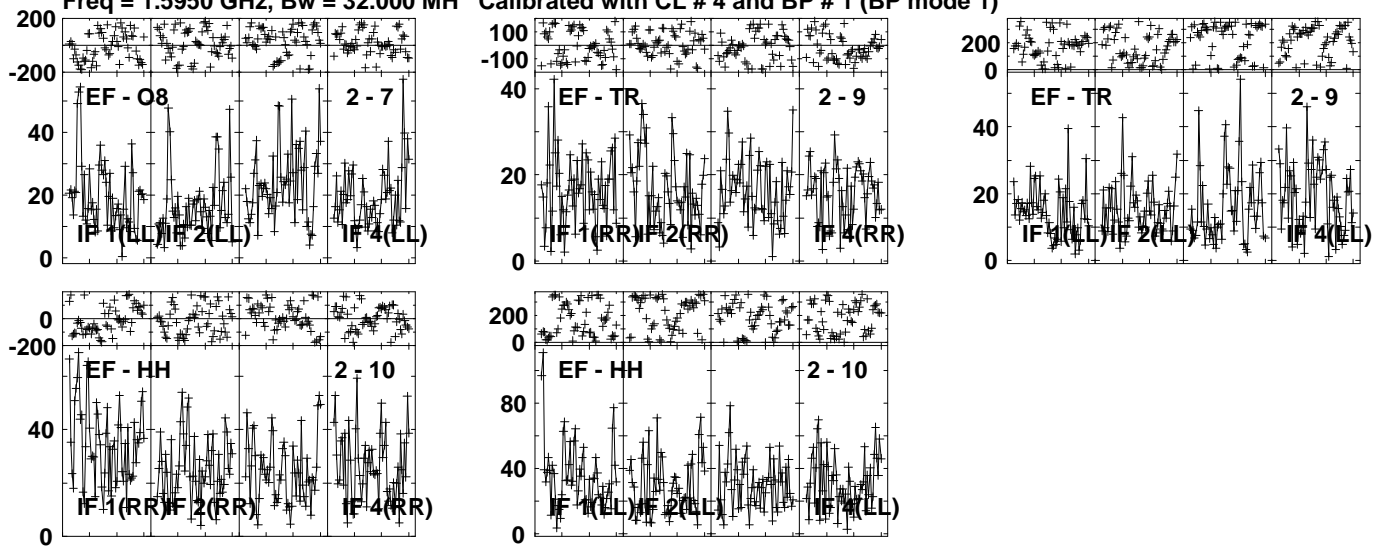 Freq = 1.5950 GHz, Bw = 32.000 MH Calibrated with CL # 4 and BP # 1 (BP mode 1)
200
-200
EF - O8 2 - 7
40
20
0
IF 1(LL) IF 2(LL) IF 4(LL)
100
-100
40
EF - TR 2 - 9
20
0
IF 1(RR) IF 2(RR) IF 4(RR)
200
0
EF - TR 2 - 9
40
20
0
IF 1(LL) IF 2(LL) IF 4(LL)
0
-200
EF - HH 2 - 10
40
0
IF 1(RR) IF 2(RR) IF 4(RR)
200
0
EF - HH 2 - 10
80
40
0
IF 1(LL) IF 2(LL) IF 4(LL)